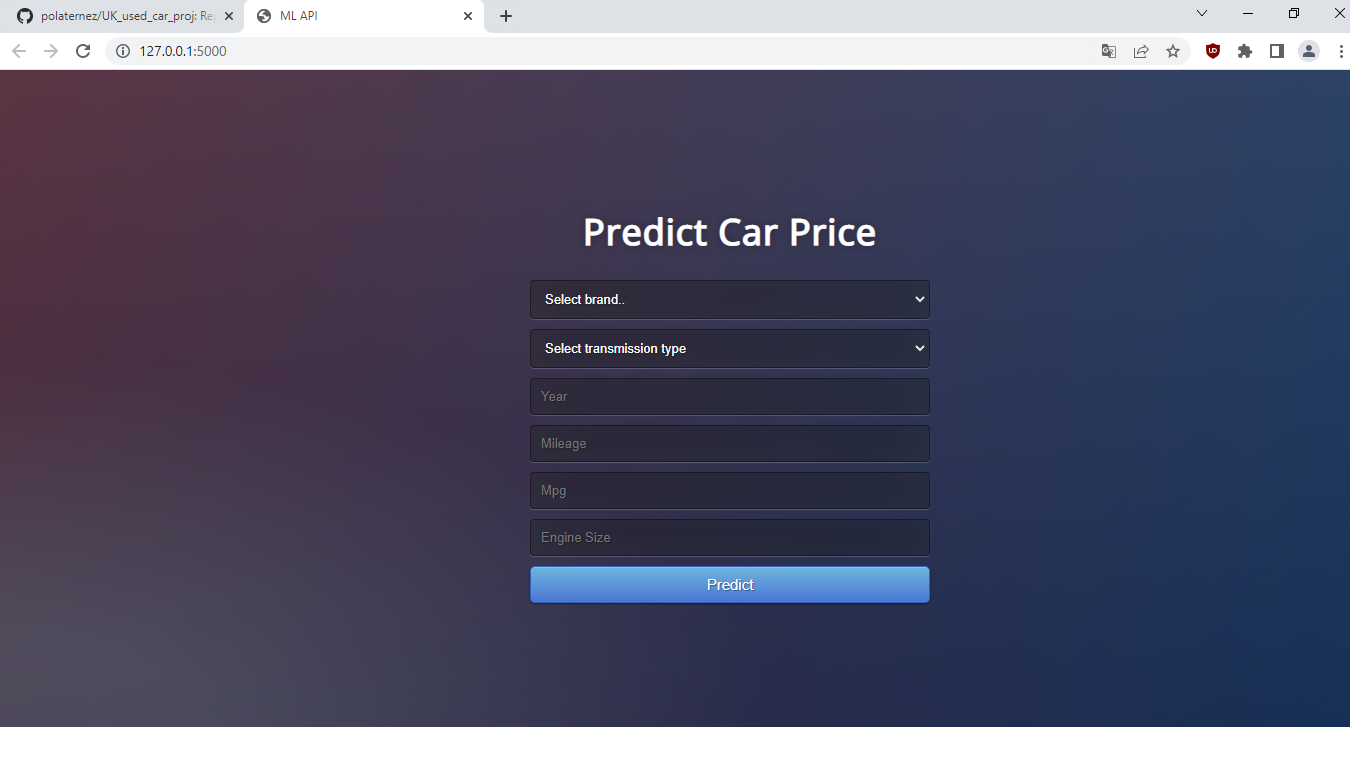 polaternez/UK_used_car_proj: Re
ML API
127.0.0.1:5000
Predict Car Price
Select brand..
Select transmission type
Year
Mileage
Mpg
Engine Size
Predict